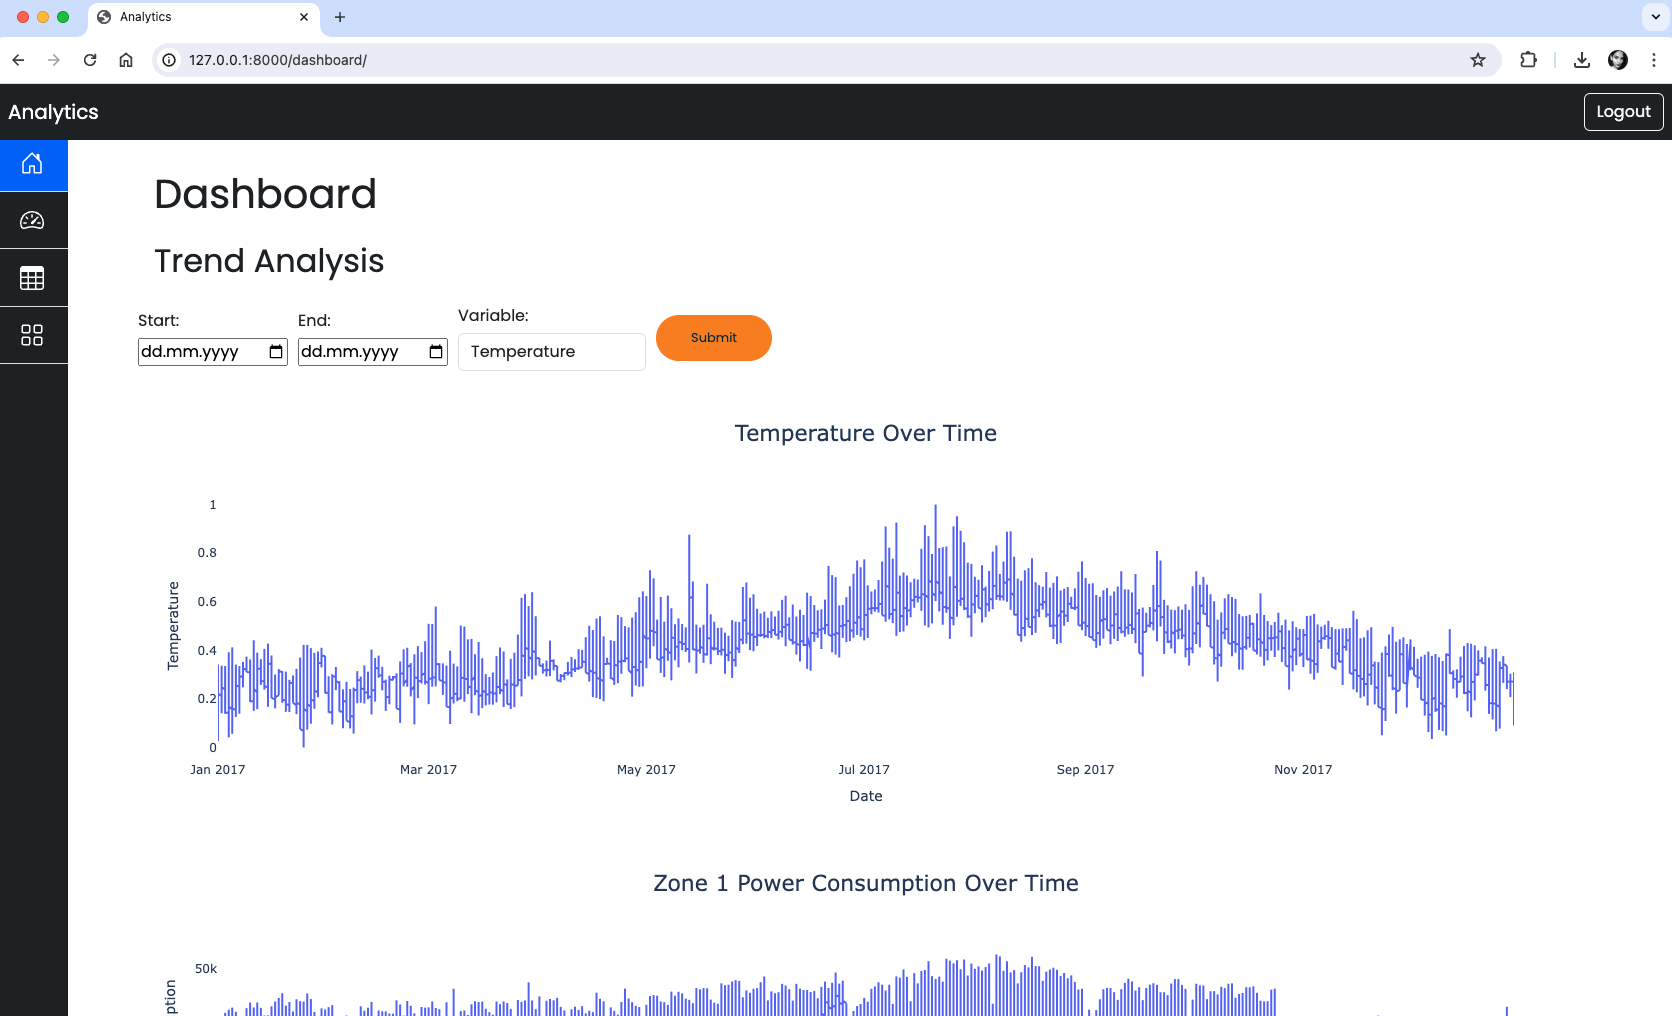 Analytics
127.0.0.1:8000/dashboard/
Analytics
Logout
Dashboard
Trend Analysis
Start:
End:
Variable:
dd.mm.yyyy
dd.mm.yyyy
Temperature
Submit
Temperature Over Time
1
0.8
0.6
0.4
0.2
0
Temperature
Jan 2017
Mar 2017
May 2017
Jul 2017
Sep 2017
Nov 2017
Date
Zone 1 Power Consumption Over Time
50k
ption